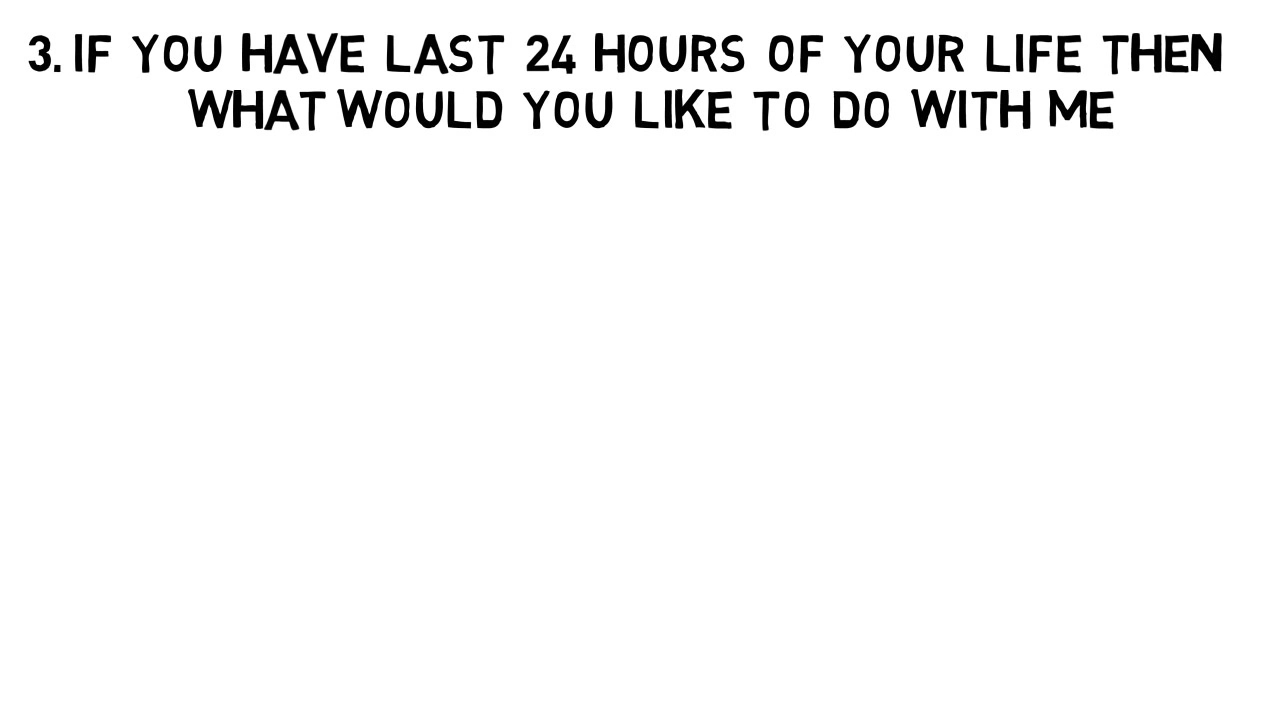 3. IF YOU HAVE LAST 24 HOURS OF YOUR LIFE THEN
WHAT WOULD YOU LIKE TO DO WITH ME